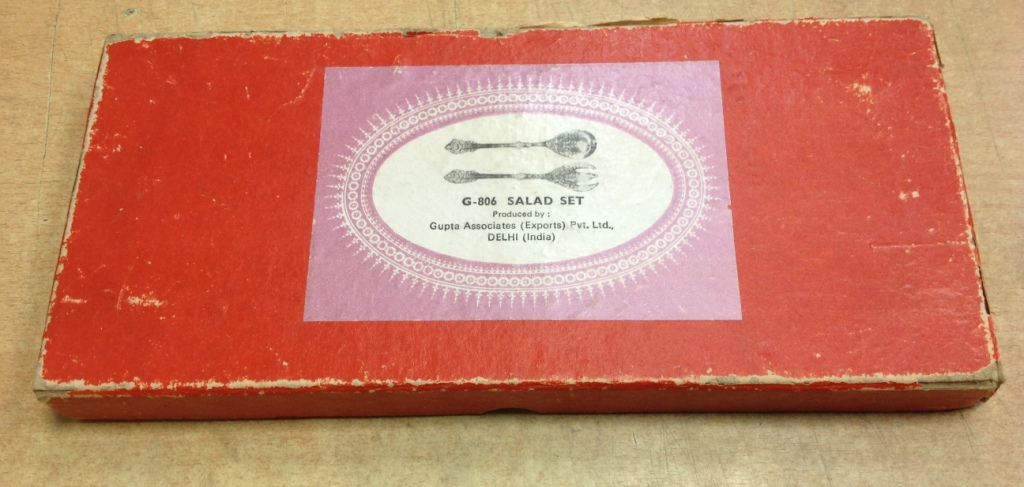 G-806 SALAD SET
Produced by :
Gupta Associates (Exports) Pvt. Ltd.,
DELHI (India)